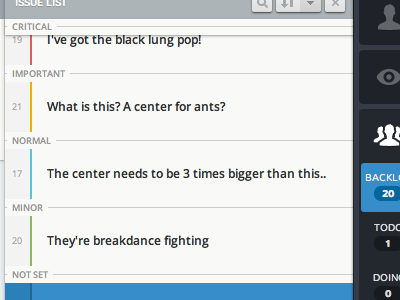 ISSUE LIST
CRITICAL
19 I've got the black lung pop!
IMPORTANT
21 What is this? A center for ants?
NORMAL
17 The center needs to be 3 times bigger than this..
MINOR
20 They're breakdance fighting
NOT SET
BACKLO
20
TODO
1
DOING
0